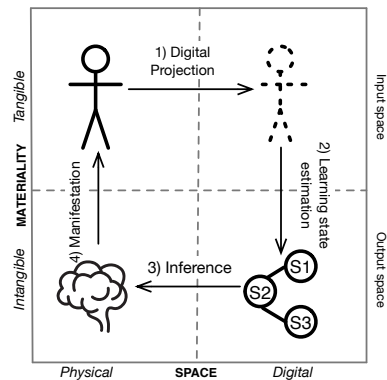 1) Digital
Projection
Tangible
Input space
2) Learning state
estimation
MATERIALITY
4) Manifestation
3) Inference
S1
S2
S3
Intangible
Output space
Physical
SPACE
Digital